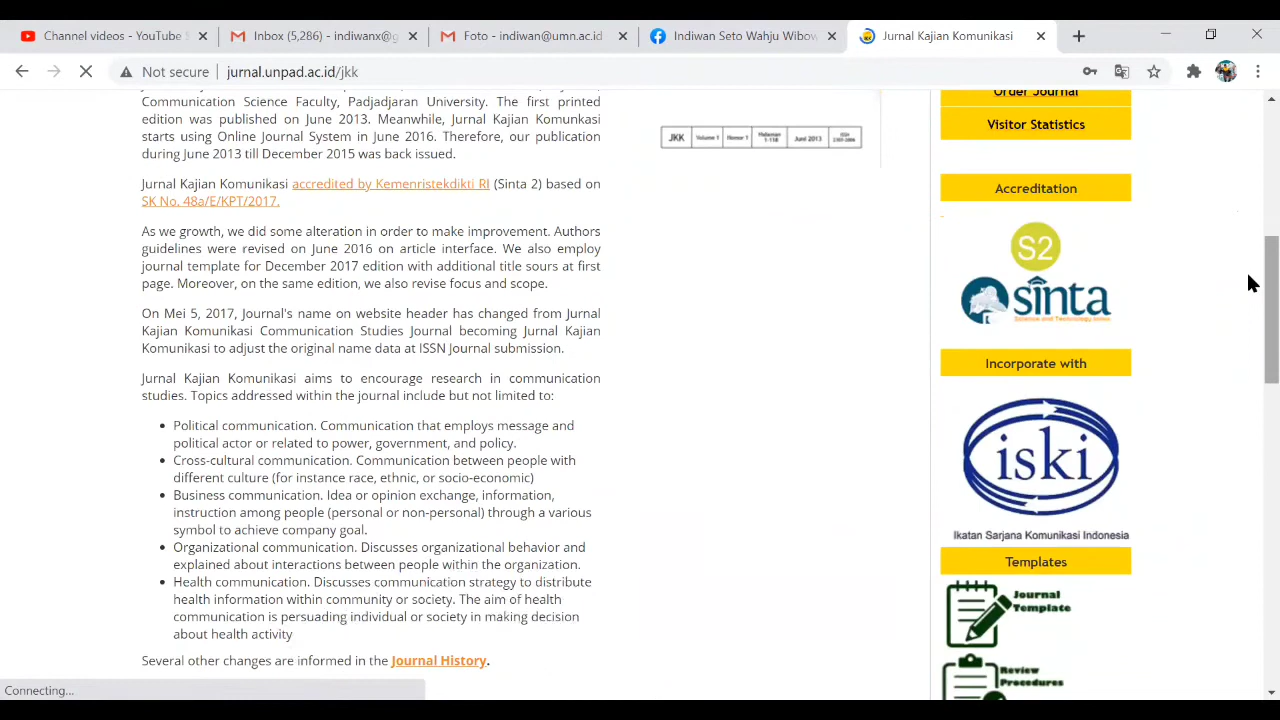 Channel videos - YouTube S
Inbox (5,286) - indiwanx@g
Foto - indiwan@umn.ac.id
Indiwan Seto Wahju Wibow
Jurnal Kajian Komunikasi
Not secure
jurnal.unpad.ac.id/jkk
Communication Science Faculty, Padjadjaran University. The first printed
edition was published on June 2013. Meanwhile, Jurnal Kajian Komunkasi
starts using Online Journal System in June 2016. Therefore, our publication
during June 2013 till December 2015 was back issued.
Jurnal Kajian Komunikasi accredited by Kemenristekdikti RI (Sinta 2) based on
SK No. 48a/E/KPT/2017.
As we growth, we did some alteration in order to make improvement. Authors
guidelines were revised on June 2016 on article interface. We also employ
journal template for December 2017 edition with additional title sours at first
page. Moreover, on the same edition, we also revise focus and scope.
On Mei 5, 2017, Journal's name on website header has changed from Jurnal
Kajian Komunikasi Communication Studies Journal becoming Jurnal Kajian
Komunikasi to adjust the original name data at ISSN Journal submission.
Jurnal Kajian Komunikasi aims to encourage research in communication
studies. Topics addressed within the journal include but not limited to:
Political communication. Communication that employs message and
political actor or related to power, government, and policy.
Cross-cultural communication. Communication between people with
different culture (for instance race, ethnic, or socio-economic)
Business communication. Idea or opinion exchange, information,
instruction among people (personal or non-personal) through a various
symbol to achieve company goal.
Organizational communication. Discusses organizational behavior and
explained about interactions between people within the organization.
Health communication. Discusses communication strategy to distribute
health information in community or society. The aim of health
communication is persuading individual or society in making decision
about health activity
Several other changes are informed in the Journal History.
JKK
Volume 1
Nomor 1
Halaman
1-118
Juni 2013
ISSN
Order Journal
Visitor Statistics
Accreditation
S2
sinta
Science and Technology Index
Incorporate with
iski
Ikatan Sarjana Komunikasi Indonesia
Templates
Journal
Template
Review
Procedures
Connecting...